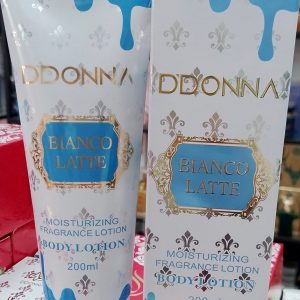 DDONNA
BIANCO
LATTE
MOISTURIZING
FRAGRANCE LOTION
BODY LOTION
200ml
DDONNA
BIANCO
LATTE
MOISTURIZING
FRAGRANCE LOTION
BODY LOTION